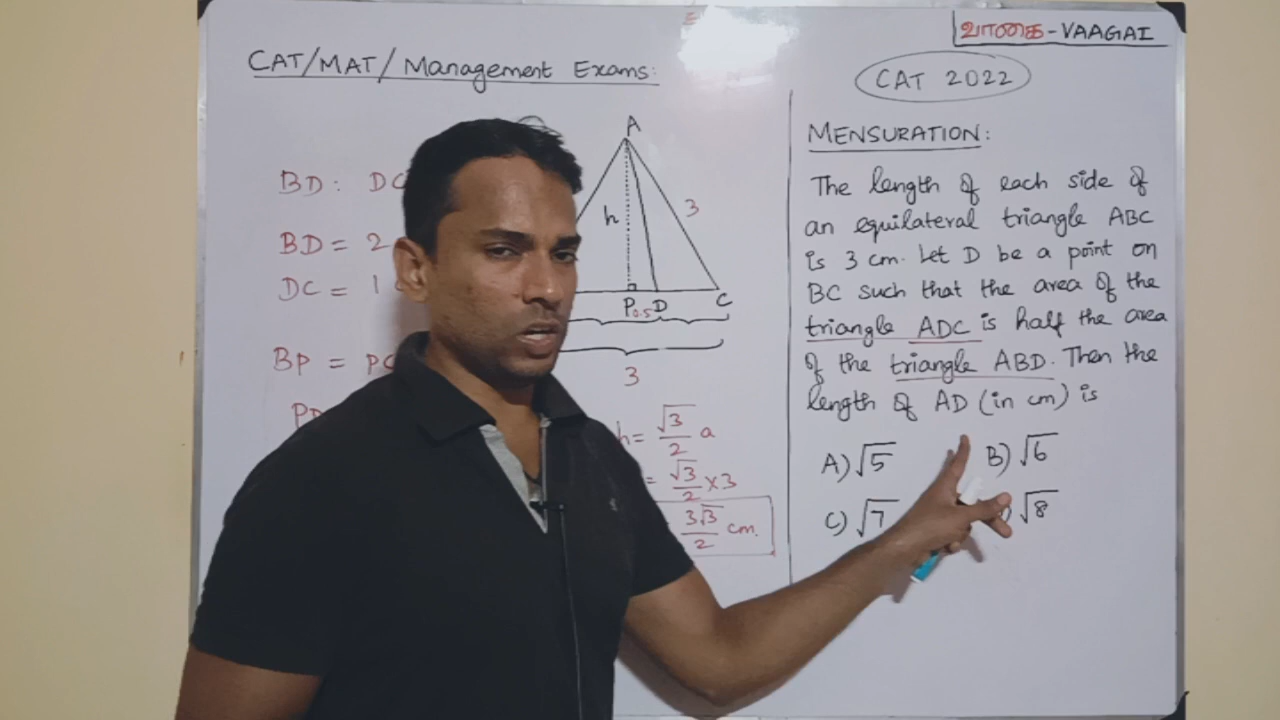 வாகை - VAAGAI
CAT/MAT/ Management Exams:
CAT 2022
BD : DC
BD = 2
DC = 1
BP = PC
PD
A
h
3
P 0.5 D C
3
h = √3/2 a
= √3/2 × 3
3√3/2 cm.
MENSURATION:
The length of each side of
an equilateral triangle ABC
is 3 cm. Let D be a point on
BC such that the area of the
triangle ADC is half the area
of the triangle ABD. Then the
length of AD (in cm) is
A) √5 B) √6
C) √7 √8